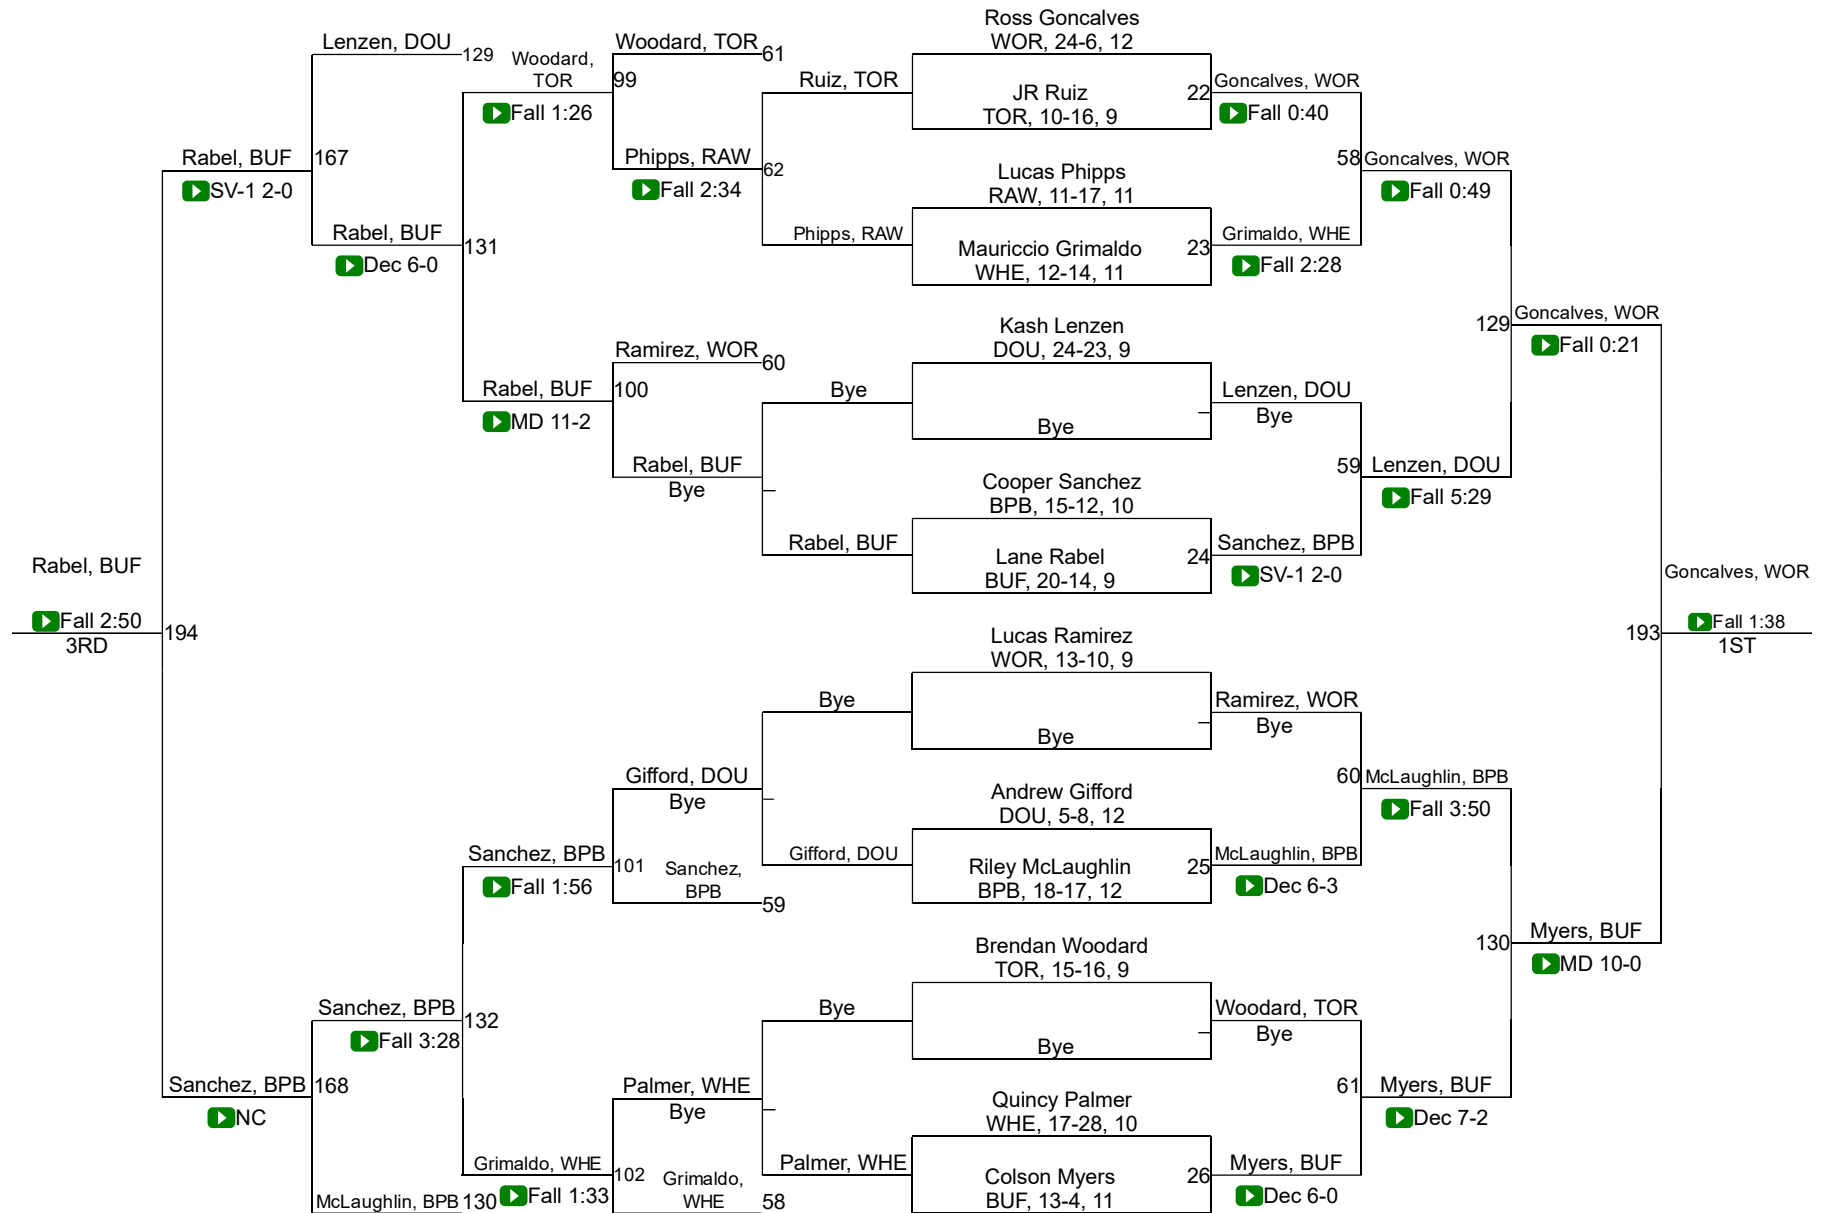 Ross Goncalves
Lenzen, DOU
Woodard, TOR
WOR, 24-6, 12
129
Woodard,
TOR
61
99
Ruiz, TOR
JR Ruiz
TOR, 10-16, 9
22
Goncalves, WOR
Fall 1:26
Fall 0:40
Rabel, BUF
167
Phipps, RAW
62
Lucas Phipps
RAW, 11-17, 11
58
Goncalves, WOR
SV-1 2-0
Fall 2:34
Fall 0:49
Rabel, BUF
131
Phipps, RAW
Mauriccio Grimaldo
WHE, 12-14, 11
23
Grimaldo, WHE
Dec 6-0
Fall 2:28
Goncalves, WOR
129
Kash Lenzen
DOU, 24-23, 9
Fall 0:21
Ramirez, WOR
60
Rabel, BUF
100
Bye
Lenzen, DOU
Bye
MD 11-2
Bye
Rabel, BUF
Bye
59
Lenzen, DOU
Cooper Sanchez
BPB, 15-12, 10
Fall 5:29
Rabel, BUF
Lane Rabel
BUF, 20-14, 9
24
Sanchez, BPB
SV-1 2-0
Rabel, BUF
Goncalves, WOR
Fall 2:50
3RD
194
193
Fall 1:38
1ST
Lucas Ramirez
WOR, 13-10, 9
Bye
Ramirez, WOR
Bye
Bye
Gifford, DOU
Bye
60
McLaughlin, BPB
Andrew Gifford
DOU, 5-8, 12
Fall 3:50
Sanchez, BPB
101
Sanchez,
BPB
Gifford, DOU
Riley McLaughlin
BPB, 18-17, 12
25
McLaughlin, BPB
Fall 1:56
Dec 6-3
59
Brendan Woodard
TOR, 15-16, 9
130
Myers, BUF
MD 10-0
Sanchez, BPB
132
Bye
Woodard, TOR
Bye
Fall 3:28
Bye
Sanchez, BPB
168
Palmer, WHE
Bye
61
Myers, BUF
NC
Quincy Palmer
WHE, 17-28, 10
Dec 7-2
Grimaldo, WHE
102
Grimaldo,
WHE
Palmer, WHE
Colson Myers
BUF, 13-4, 11
26
Myers, BUF
McLaughlin, BPB
130
Fall 1:33
58
Dec 6-0